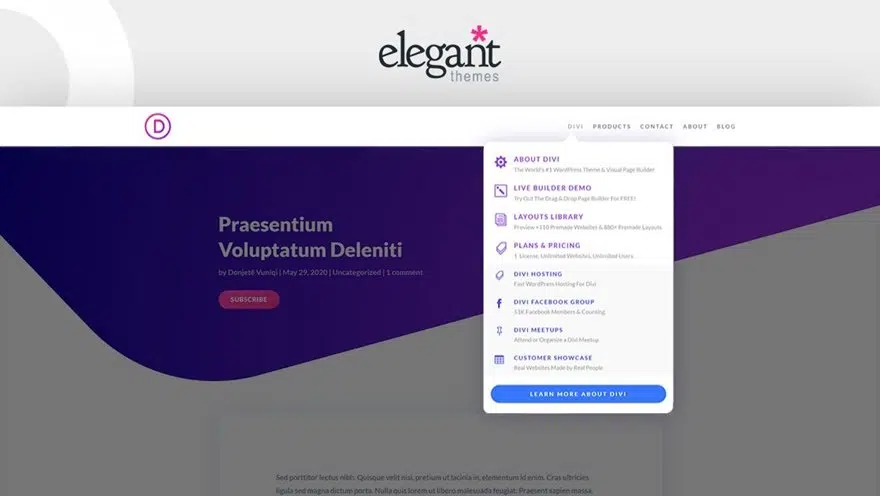 elegant
themes
D
DIVI PRODUCTS CONTACT ABOUT BLOG
ABOUT DIVI
The World's #1 WordPress Theme & Visual Page Builder
LIVE BUILDER DEMO
Try Out The Drag & Drop Page Builder For FREE!
LAYOUTS LIBRARY
Preview +110 Premade Websites & 880+ Premade Layouts
PLANS & PRICING
1 License, Unlimited Websites, Unlimited Users
DIVI HOSTING
Fast WordPress Hosting For Divi
DIVI FACEBOOK GROUP
51K Facebook Members & Counting
DIVI MEETUPS
Attend or Organize a Divi Meetup
CUSTOMER SHOWCASE
Real Websites Made by Real People
LEARN MORE ABOUT DIVI
Praesentium
Voluptatum Deleniti
by Donjetë Vuniqi | May 29, 2020 | Uncategorized | 1 comment
SUBSCRIBE
Sed porttitor lectus nibh. Quisque velit nisi, pretium ut lacinia in, elementum id enim. Cras ultricies
ligula sed magna dictum porta. Nulla quis lorem ut libero malesuada feugiat. Praesent sapien massa,